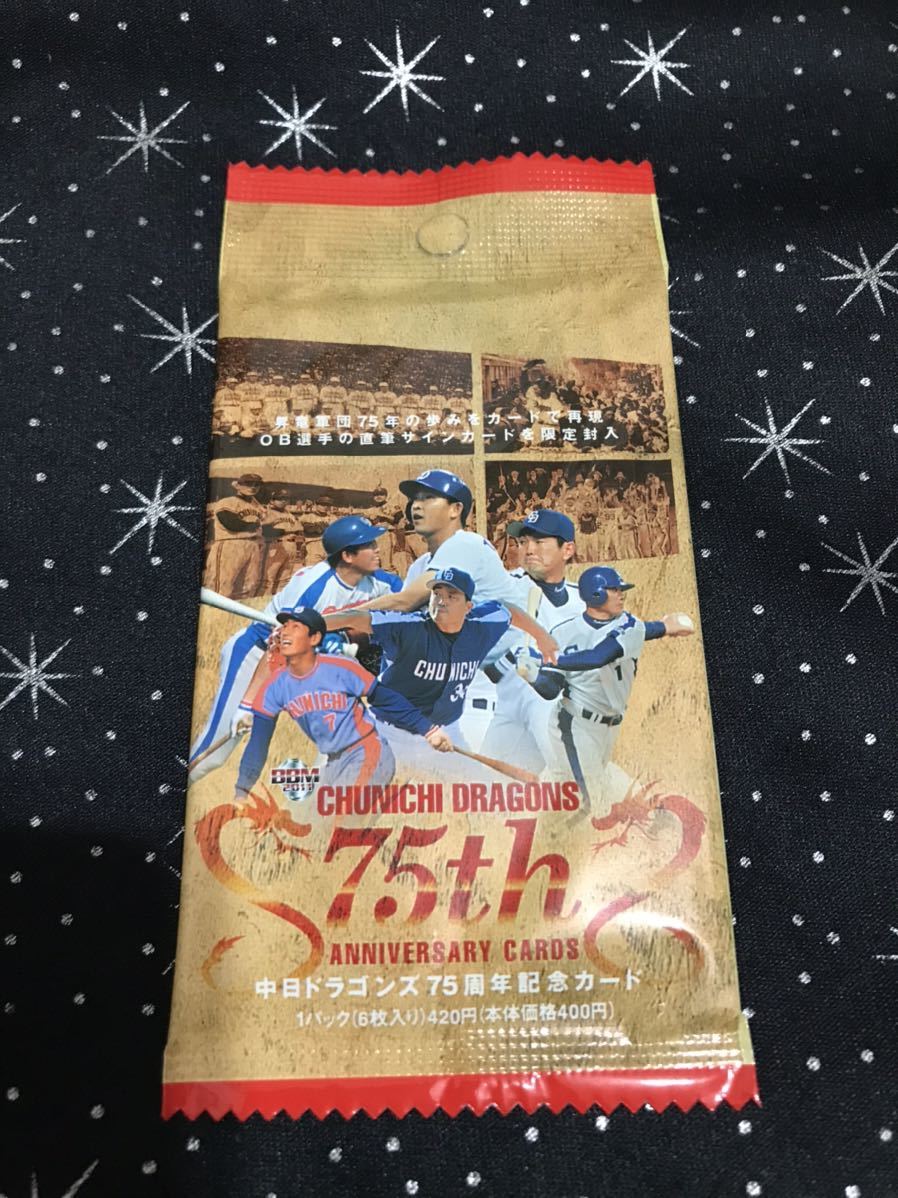 昇竜軍団75年の歩みをカードで再現
OB選手の直筆サインカードを限定封入
CHUNICHI
CHUNICHI
7
1
BBM
2011
CHUNICHI DRAGONS
75th
ANNIVERSARY CARDS
中日ドラゴンズ75周年記念カード
1パック(6枚入り)420円(本体価格400円)